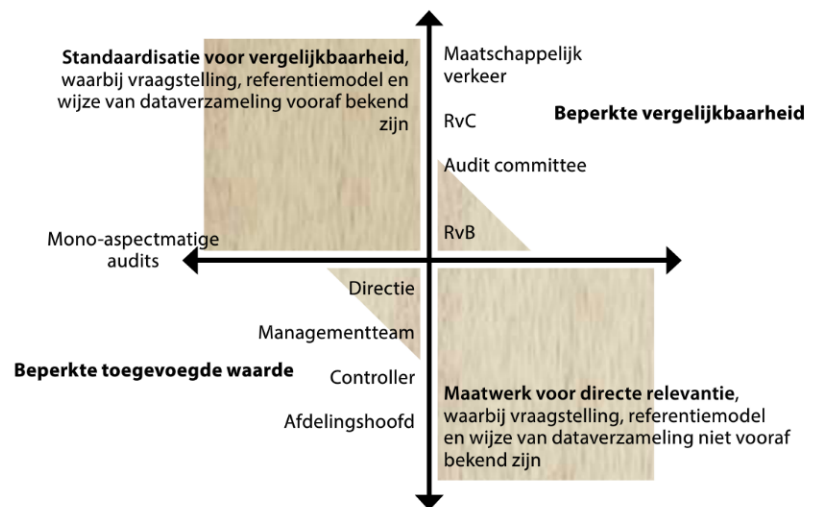 Standaardisatie voor vergelijkbaarheid,
waarbij vraagstelling, referentiemodel en
wijze van dataverzameling vooraf bekend
zijn
Maatschappelijk
verkeer
RvC
Beperkte vergelijkbaarheid
Audit committee
RvB
Mono-aspectmatige
audits
Directie
Managementteam
Beperkte toegevoegde waarde
Controller
Afdelingshoofd
Maatwerk voor directe relevantie,
waarbij vraagstelling, referentiemodel
en wijze van dataverzameling niet vooraf
bekend zijn